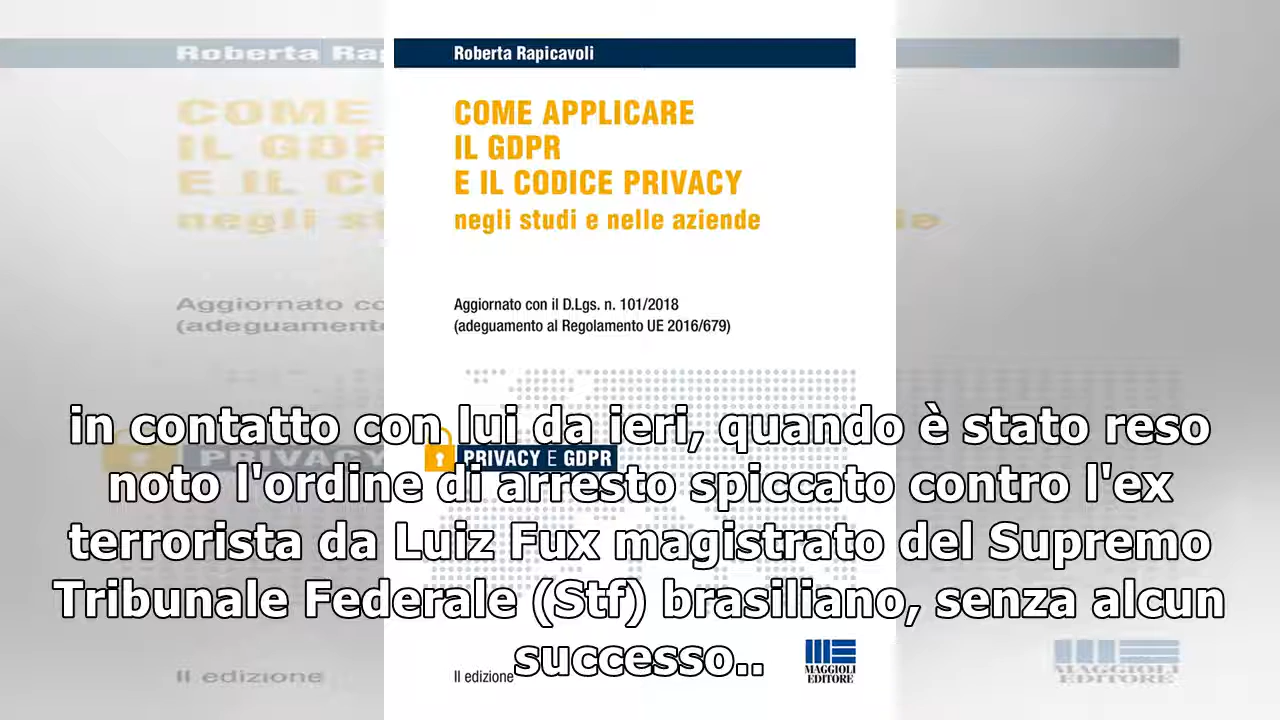 Roberta Rapicavoli
COME APPLICARE
IL GDPR
E IL CODICE PRIVACY
negli studi e nelle aziende
Aggiornato con il D.Lgs. n. 101/2018
(adeguamento al Regolamento UE 2016/679)
PRIVACY E GDPR
in contatto con lui da ieri, quando è stato reso
noto l'ordine di arresto spiccato contro l'ex
terrorista da Luiz Fux magistrato del Supremo
Tribunale Federale (Stf) brasiliano, senza alcun
successo..
II edizione
MAGGIOLI
EDITORE